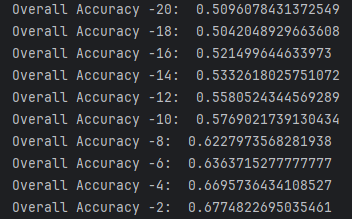 Overall Accuracy -20:  0.5096078431372549
Overall Accuracy -18:  0.5042048929663608
Overall Accuracy -16:  0.521499644633973
Overall Accuracy -14:  0.5332618025751072
Overall Accuracy -12:  0.5580524344569289
Overall Accuracy -10:  0.5769021739130434
Overall Accuracy -8:  0.6227973568281938
Overall Accuracy -6:  0.6363715277777777
Overall Accuracy -4:  0.6695736434108527
Overall Accuracy -2:  0.6774822695035461